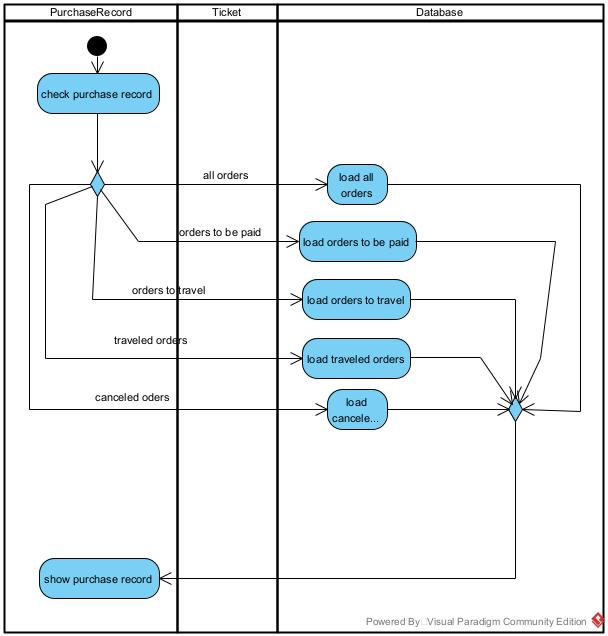 PurchaseRecord
Ticket
Database
check purchase record
all orders
load all
orders
orders to be paid
load orders to be paid
orders to travel
load orders to travel
traveled orders
load traveled orders
canceled oders
load
cancele...
show purchase record
Powered By Visual Paradigm Community Edition